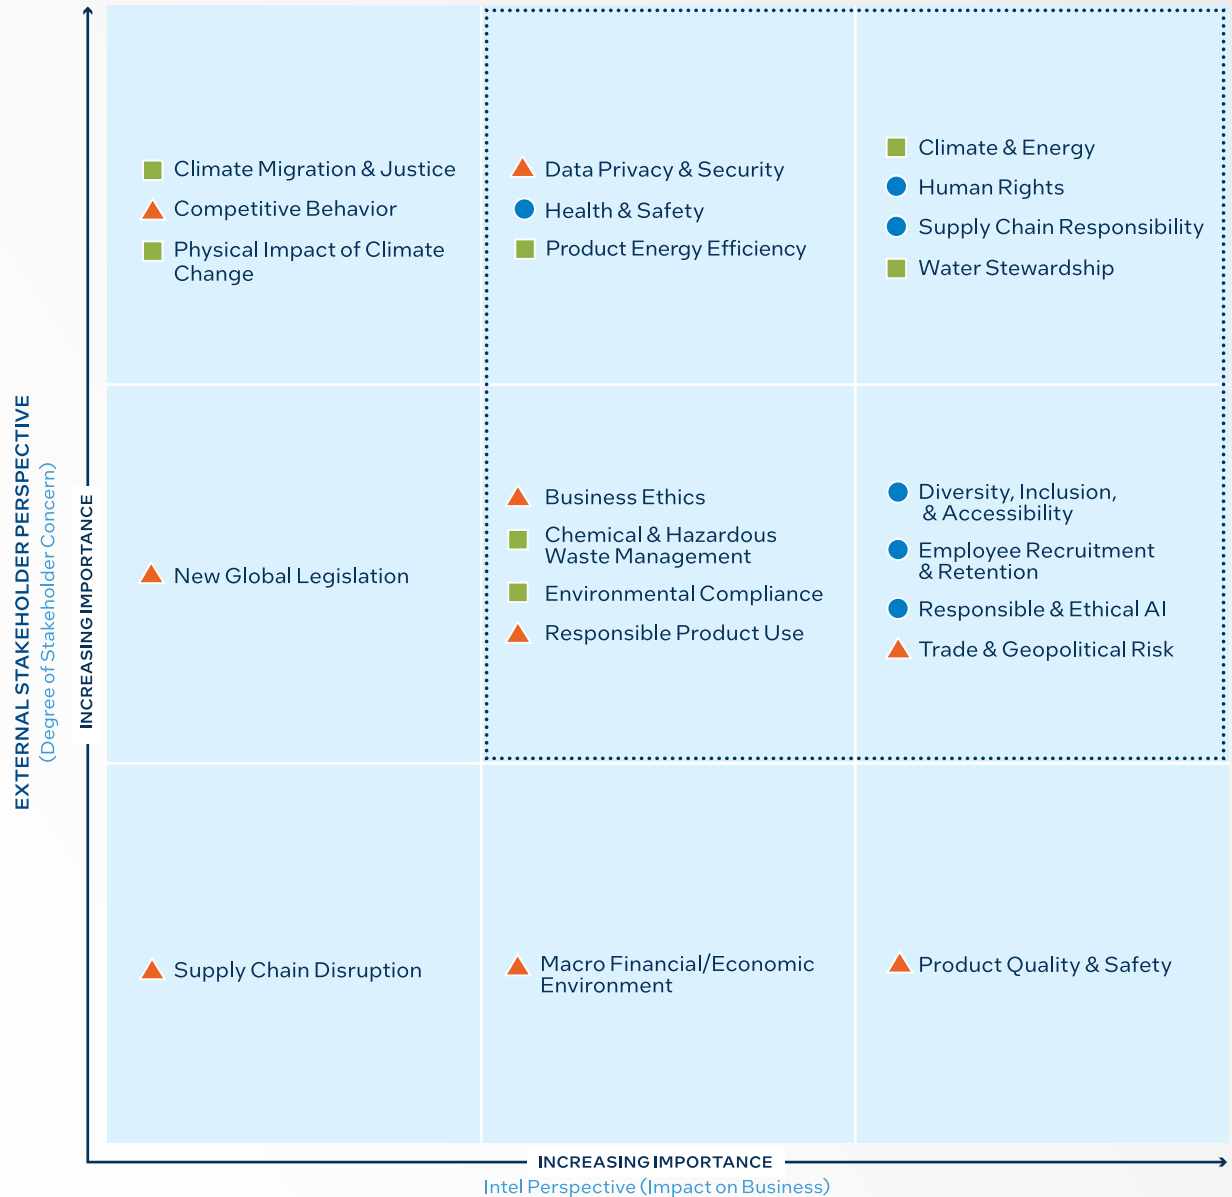 EXTERNAL STAKEHOLDER PERSPECTIVE
(Degree of Stakeholder Concern)
INCREASING IMPORTANCE
Climate Migration & Justice
Competitive Behavior
Physical Impact of Climate
Change
Data Privacy & Security
Health & Safety
Product Energy Efficiency
Climate & Energy
Human Rights
Supply Chain Responsibility
Water Stewardship
New Global Legislation
Business Ethics
Chemical & Hazardous
Waste Management
Environmental Compliance
Responsible Product Use
Diversity, Inclusion,
& Accessibility
Employee Recruitment
& Retention
Responsible & Ethical AI
Trade & Geopolitical Risk
Supply Chain Disruption
Macro Financial/Economic
Environment
Product Quality & Safety
INCREASING IMPORTANCE
Intel Perspective (Impact on Business)